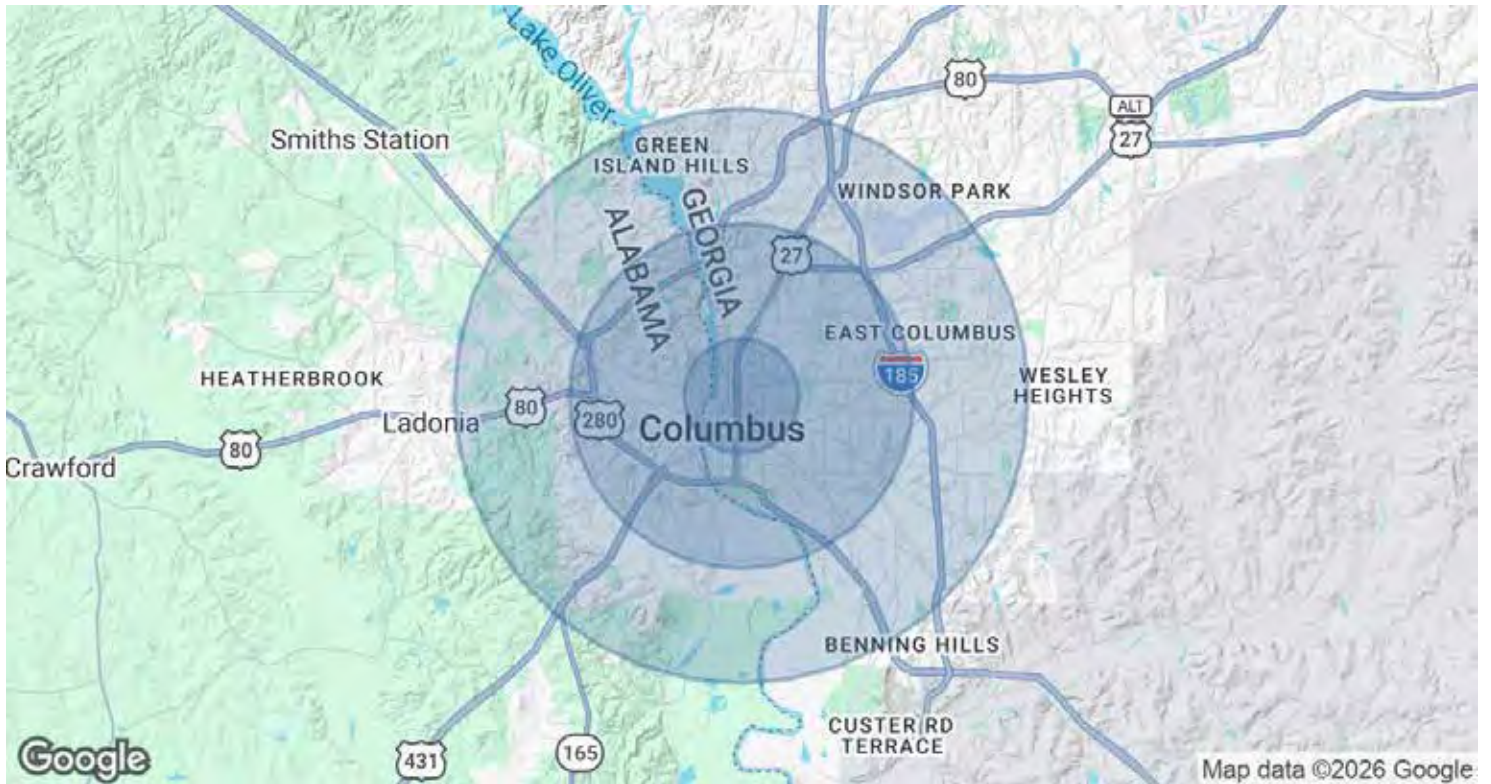 Lake Oliver
80
ALT
27
Smiths Station
GREEN
ISLAND HILLS
WINDSOR PARK
GEORGIA
ALABAMA
27
EAST COLUMBUS
185
HEATHERBROOK
WESLEY
HEIGHTS
80
Ladonia
280
Columbus
80
Crawford
BENNING HILLS
CUSTER RD
TERRACE
431
165
Google
Map data ©2026 Google